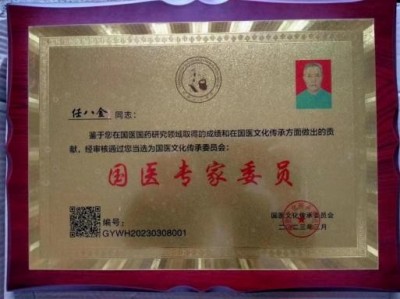 任八金 同志：
鉴于您在国医国药研究领域取得的成绩和在国医文化传承方面做出的贡
献，经审核通过您当选为国医文化传承委员会：
国医专家委员
编号：
GYWH20230308001
国医文化传承委员会
二〇二三年三月